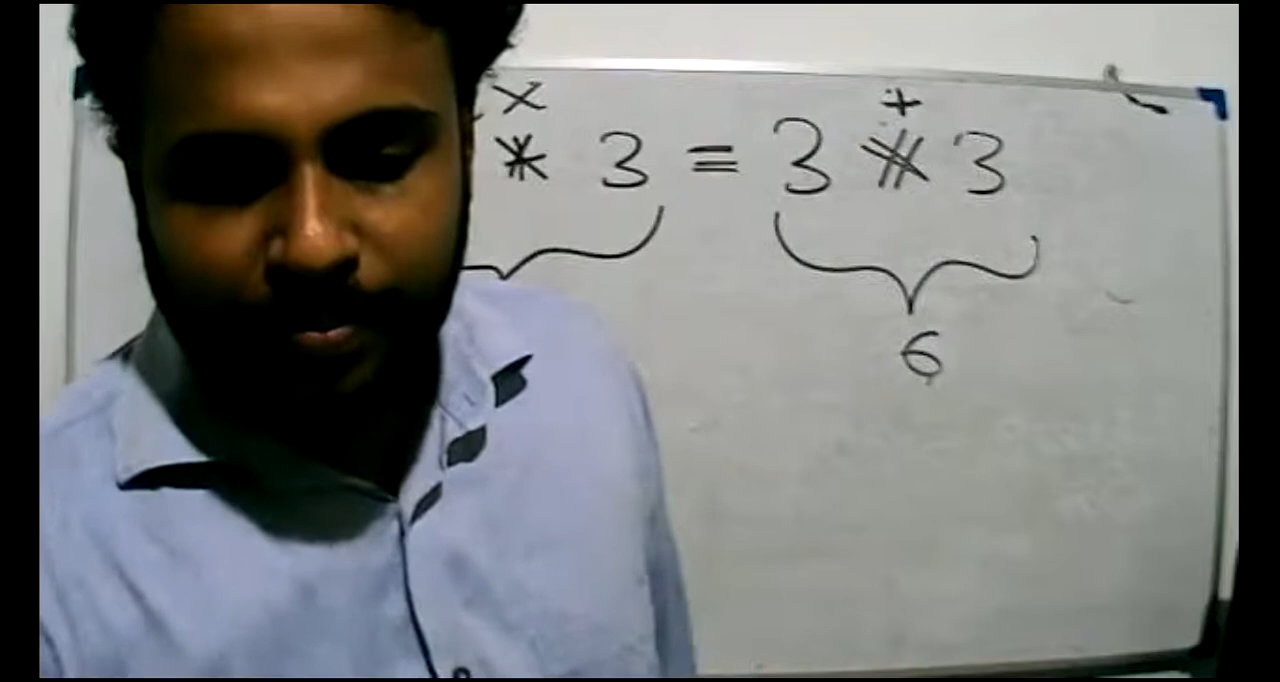 × +
* 3 = 3 * 3
6